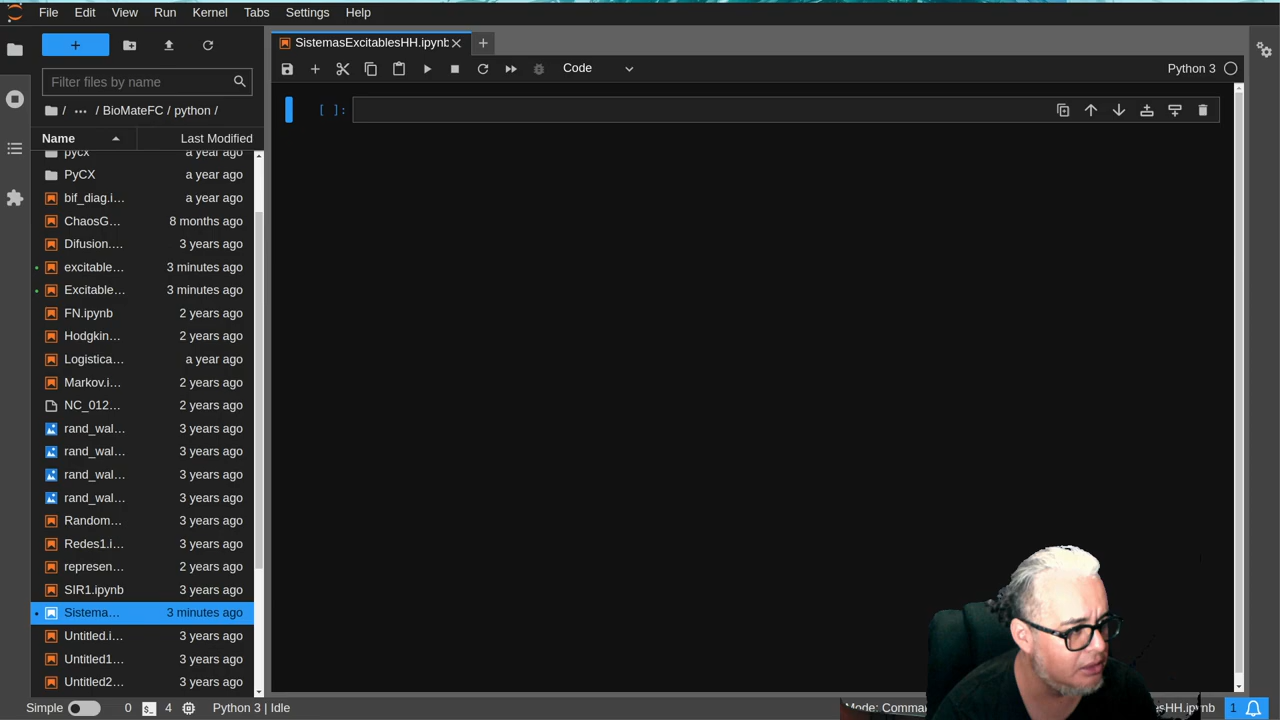 File Edit View Run Kernel Tabs Settings Help
SistemasExcitablesHH.ipynb
Code
Python 3
Filter files by name
/ ... / BioMateFC / python /
[ ]:
Name Last Modified
pycx a year ago
PyCX a year ago
bif_diag.i... a year ago
ChaosG... 8 months ago
Difusion.... 3 years ago
excitable... 3 minutes ago
Excitable... 3 minutes ago
FN.ipynb 2 years ago
Hodgkin... 2 years ago
Logistica... a year ago
Markov.i... 2 years ago
NC_012... 2 years ago
rand_wal... 3 years ago
rand_wal... 3 years ago
rand_wal... 3 years ago
rand_wal... 3 years ago
Random... 3 years ago
Redes1.i... 3 years ago
represen... 2 years ago
SIR1.ipynb 3 years ago
Sistema... 3 minutes ago
Untitled.i... 3 years ago
Untitled1... 3 years ago
Untitled2... 3 years ago
Simple 0 $_ 4 Python 3 | Idle Mode: Comma sHH.ipynb 1